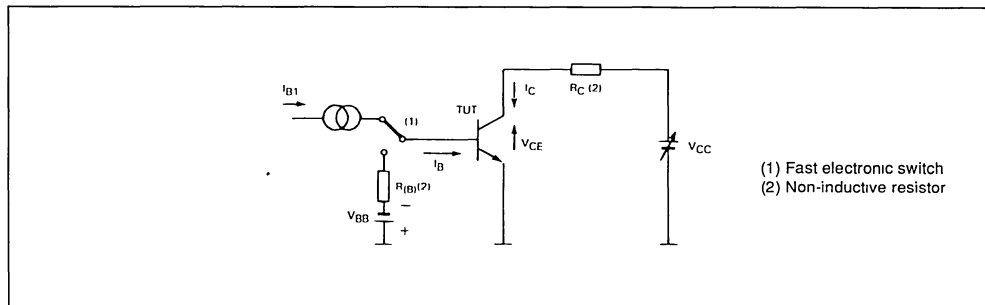 I_B1
(1)
TUT
I_C
R_C (2)
V_CE
I_B
V_CC
R_(B)(2)
−
V_BB
+
(1) Fast electronic switch
(2) Non-inductive resistor